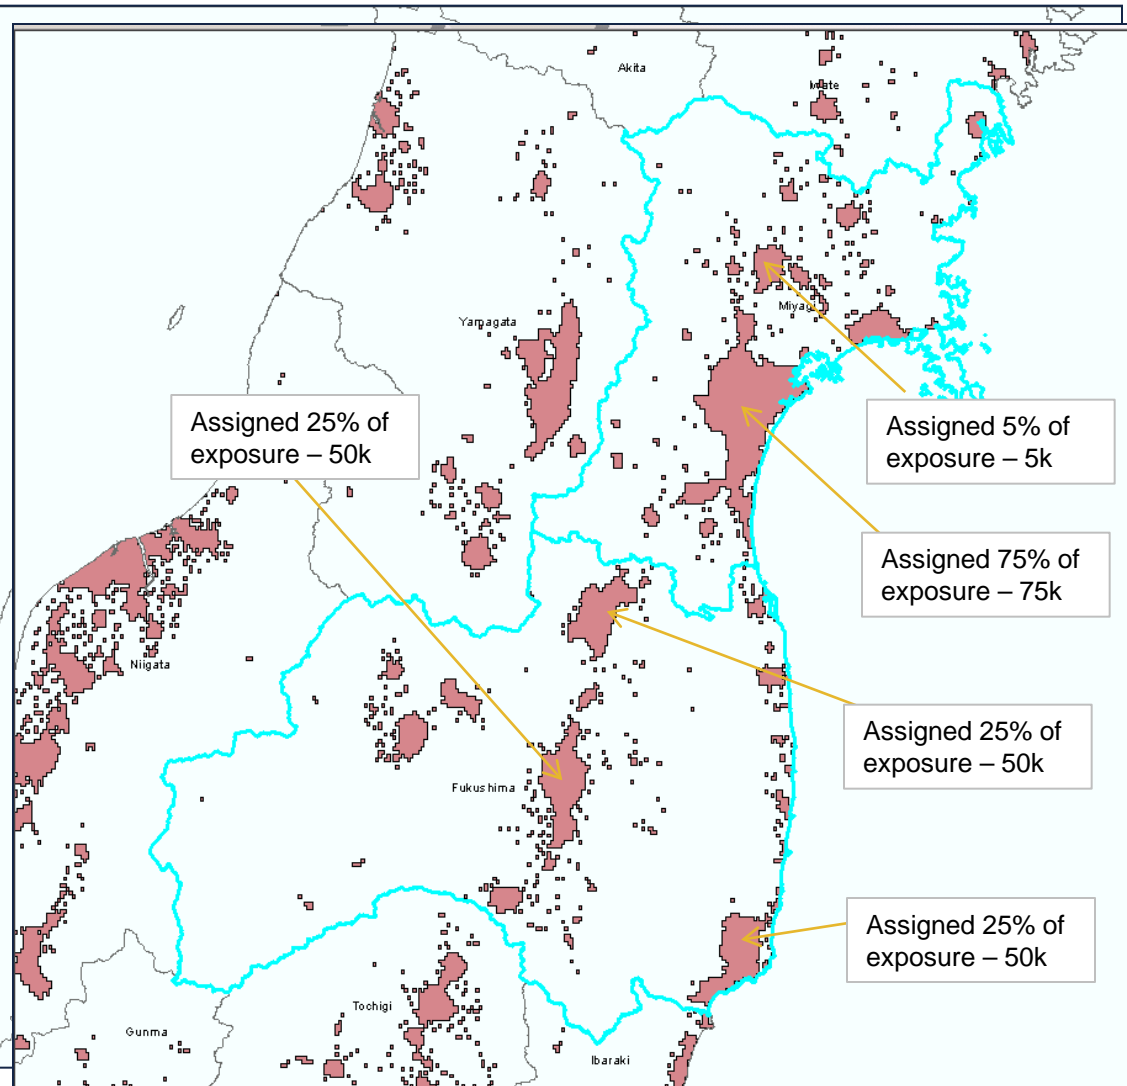 Akita
Iwate
Miyagi
Yamagata
Assigned 25% of
exposure – 50k
Assigned 5% of
exposure – 5k
Assigned 75% of
exposure – 75k
Niigata
Assigned 25% of
exposure – 50k
Fukushima
Assigned 25% of
exposure – 50k
Tochigi
Gunma
Ibaraki